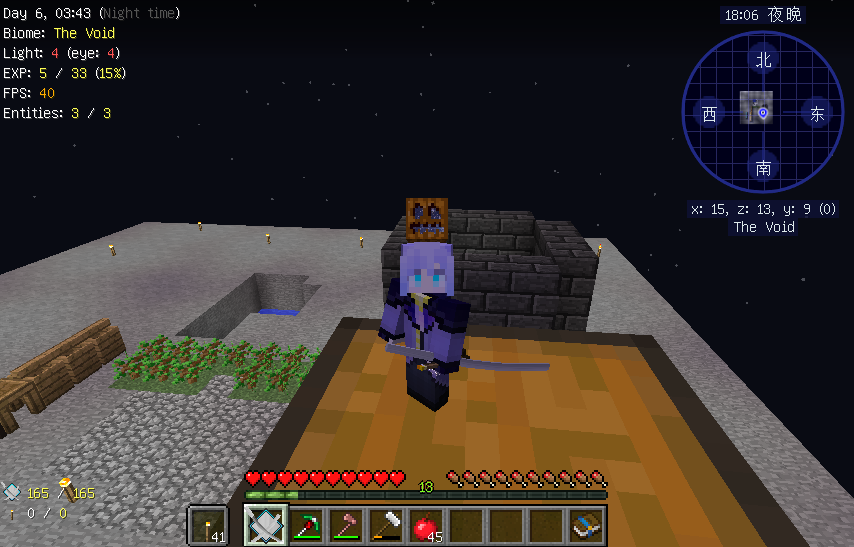 Day 6, 03:43 (Night time)
Biome: The Void
Light: 4 (eye: 4)
EXP: 5 / 33 (15%)
FPS: 40
Entities: 3 / 3
18:06 夜晚
北
西
东
南
x: 15, z: 13, y: 9 (0)
The Void
13
165 / 165
0 / 0
41
45